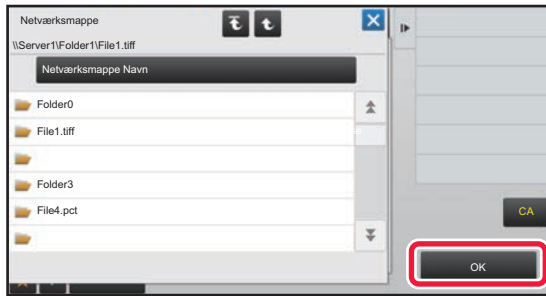 Netværksmappe
\\Server1\Folder1\File1.tiff
Netværksmappe Navn
Folder0
File1.tiff
Folder3
File4.pct
CA
OK